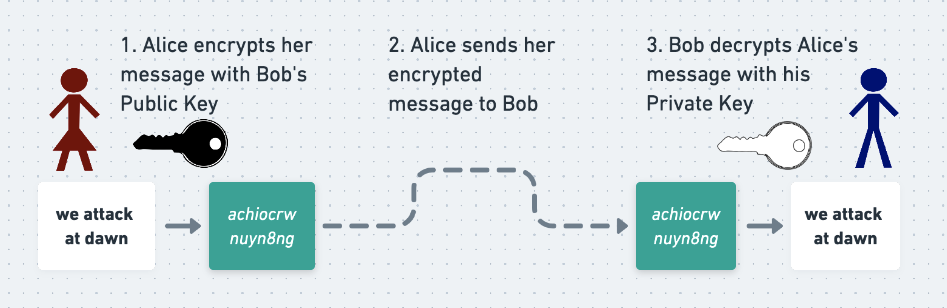 1. Alice encrypts her
message with Bob's
Public Key
2. Alice sends her
encrypted
message to Bob
3. Bob decrypts Alice's
message with his
Private Key
we attack
at dawn
achiocrw
nuyn8ng
achiocrw
nuyn8ng
we attack
at dawn